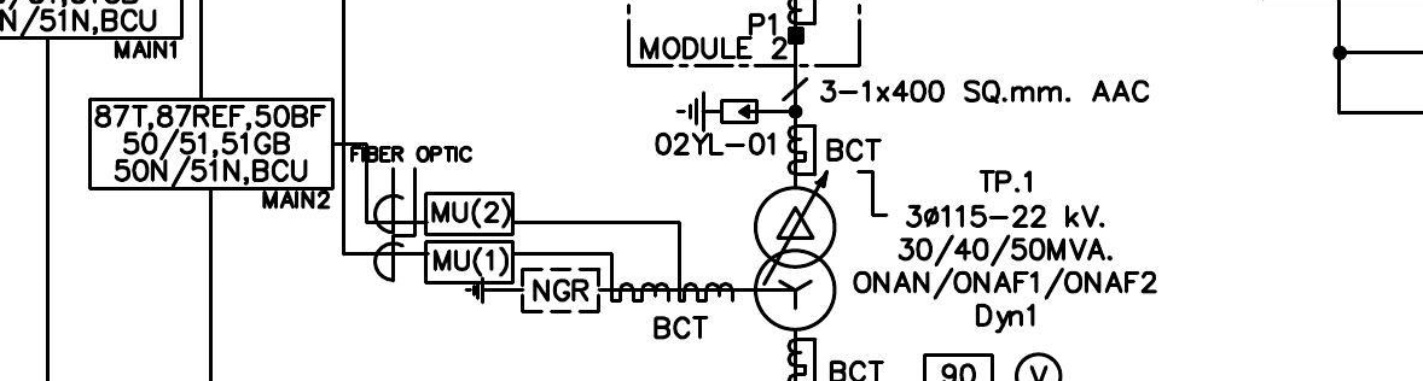 N/51N,BCU
MAIN1
P1
MODULE 2
3-1x400 SQ.mm. AAC
87T,87REF,50BF
50/51,51GB
50N/51N,BCU
MAIN2
02YL-01
BCT
FIBER OPTIC
TP.1
3ø115-22 kV.
30/40/50MVA.
ONAN/ONAF1/ONAF2
Dyn1
MU(2)
MU(1)
NGR
BCT
BCT
90
V